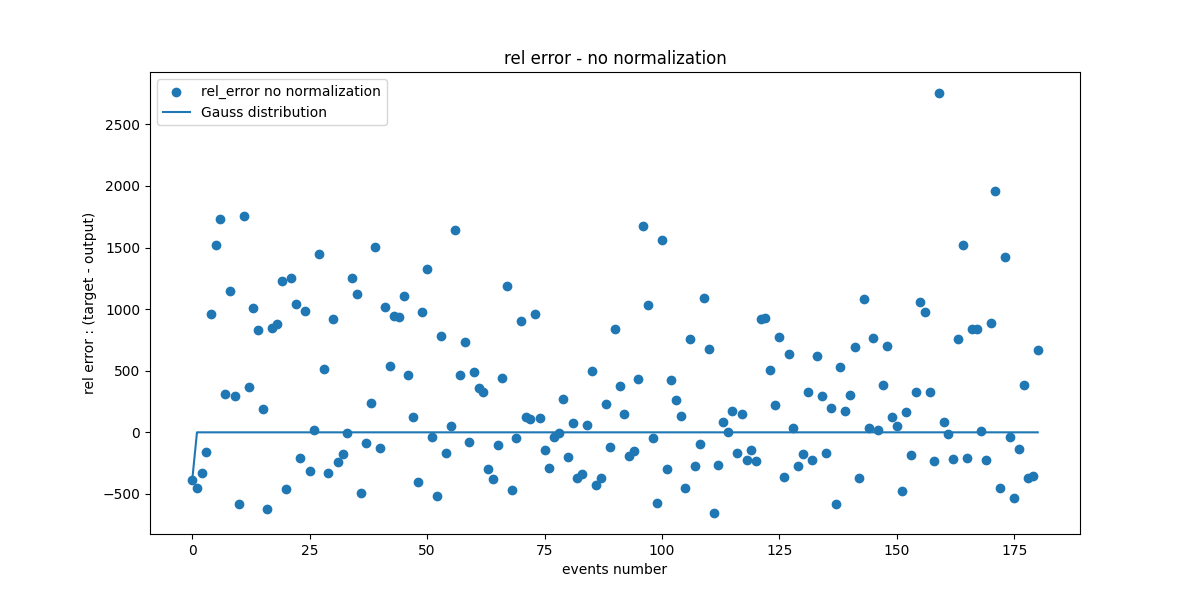 rel error - no normalization
rel_error no normalization
Gauss distribution
rel error : (target - output)
2500
2000
1500
1000
500
0
−500
0 25 50 75 100 125 150 175
events number